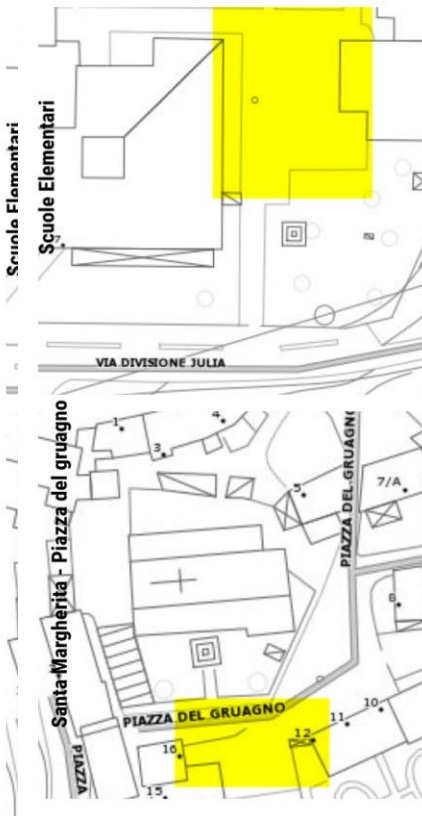 Scuole Elementari
Scuole Elementari
7
VIA DIVISIONE JULIA
Santa Margherita - Piazza del gruagno
1
4
3
5
7/A
PIAZZA DEL GRUAGNO
PIAZZA DEL GRUAGNO
10
11
12
16
15
PIAZZA